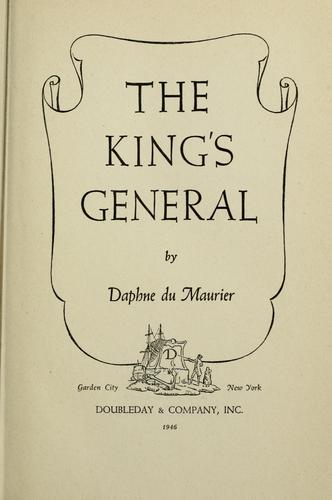 THE
KING'S
GENERAL
by
Daphne du Maurier
D
Garden City New York
DOUBLEDAY & COMPANY, INC.
1946